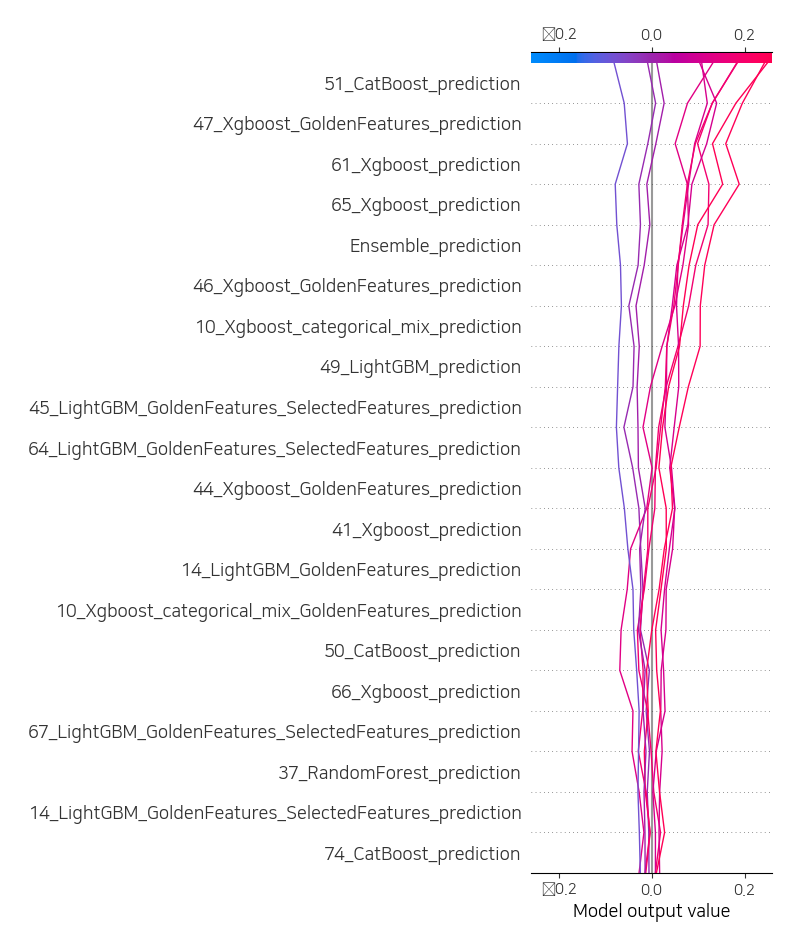 0.2 0.0 0.2
51_CatBoost_prediction
47_Xgboost_GoldenFeatures_prediction
61_Xgboost_prediction
65_Xgboost_prediction
Ensemble_prediction
46_Xgboost_GoldenFeatures_prediction
10_Xgboost_categorical_mix_prediction
49_LightGBM_prediction
45_LightGBM_GoldenFeatures_SelectedFeatures_prediction
64_LightGBM_GoldenFeatures_SelectedFeatures_prediction
44_Xgboost_GoldenFeatures_prediction
41_Xgboost_prediction
14_LightGBM_GoldenFeatures_prediction
10_Xgboost_categorical_mix_GoldenFeatures_prediction
50_CatBoost_prediction
66_Xgboost_prediction
67_LightGBM_GoldenFeatures_SelectedFeatures_prediction
37_RandomForest_prediction
14_LightGBM_GoldenFeatures_SelectedFeatures_prediction
74_CatBoost_prediction
0.2 0.0 0.2
Model output value